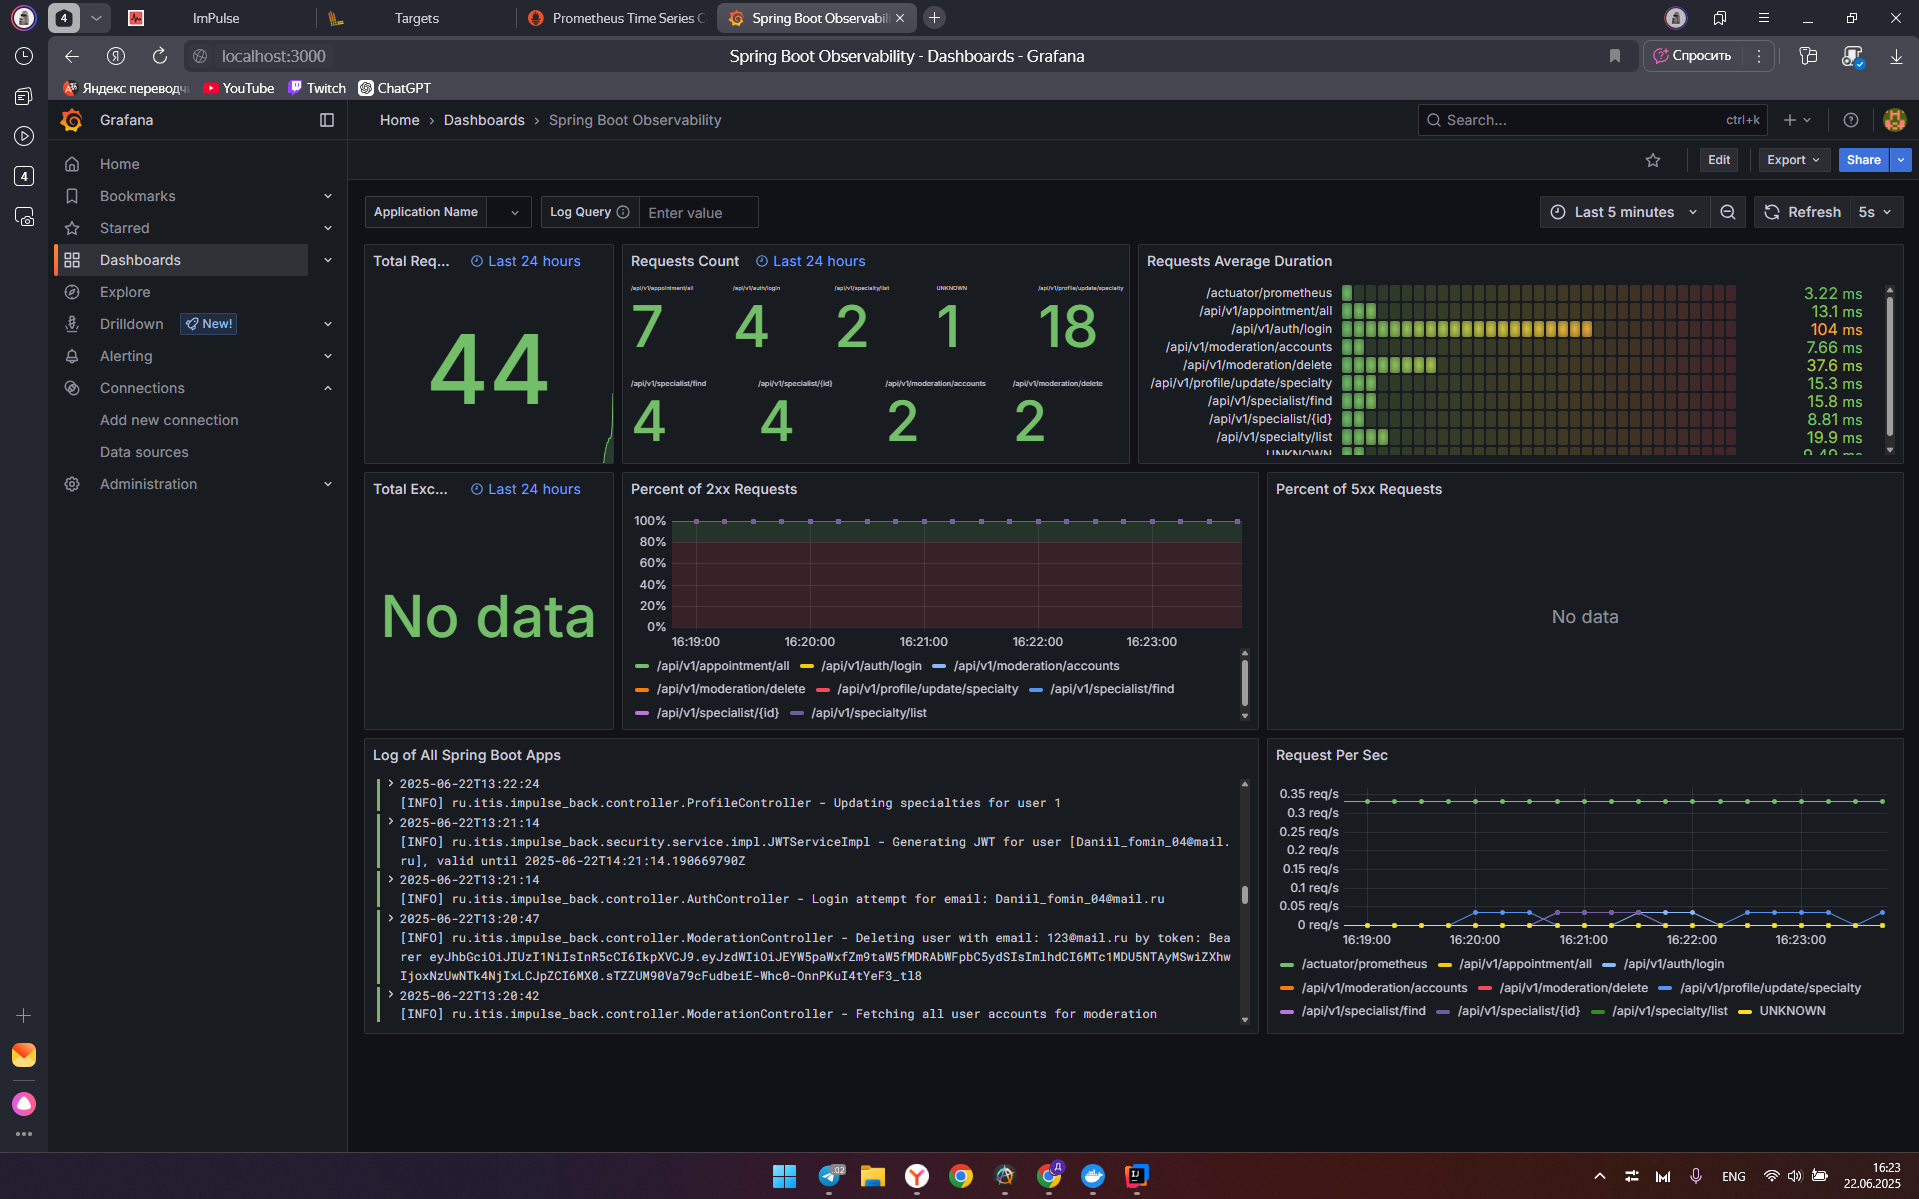 4
ImPulse
Targets
Prometheus Time Series C
Spring Boot Observabil
localhost:3000
Spring Boot Observability - Dashboards - Grafana
Спросить
Яндекс переводч
YouTube
Twitch
ChatGPT
4
Grafana
Home
Bookmarks
Starred
Dashboards
Explore
Drilldown
New!
Alerting
Connections
Add new connection
Data sources
Administration
Home › Dashboards › Spring Boot Observability
Search...
ctrl+k
Edit
Export
Share
Application Name
Log Query
Enter value
Last 5 minutes
Refresh
5s
Total Req...
Last 24 hours
44
Requests Count
Last 24 hours
/api/v1/appointment/all
7
/api/v1/auth/login
4
/api/v1/specialty/list
2
UNKNOWN
1
/api/v1/profile/update/specialty
18
/api/v1/specialist/find
4
/api/v1/specialist/{id}
4
/api/v1/moderation/accounts
2
/api/v1/moderation/delete
2
Requests Average Duration
/actuator/prometheus 3.22 ms
/api/v1/appointment/all 13.1 ms
/api/v1/auth/login 104 ms
/api/v1/moderation/accounts 7.66 ms
/api/v1/moderation/delete 37.6 ms
/api/v1/profile/update/specialty 15.3 ms
/api/v1/specialist/find 15.8 ms
/api/v1/specialist/{id} 8.81 ms
/api/v1/specialty/list 19.9 ms
UNKNOWN 9.49 ms
Total Exc...
Last 24 hours
No data
Percent of 2xx Requests
100%
80%
60%
40%
20%
0%
16:19:00 16:20:00 16:21:00 16:22:00 16:23:00
/api/v1/appointment/all /api/v1/auth/login /api/v1/moderation/accounts
/api/v1/moderation/delete /api/v1/profile/update/specialty /api/v1/specialist/find
/api/v1/specialist/{id} /api/v1/specialty/list
Percent of 5xx Requests
No data
Log of All Spring Boot Apps
2025-06-22T13:22:24
[INFO] ru.itis.impulse_back.controller.ProfileController - Updating specialties for user 1
2025-06-22T13:21:14
[INFO] ru.itis.impulse_back.security.service.impl.JWTServiceImpl - Generating JWT for user [Daniil_fomin_04@mail.
ru], valid until 2025-06-22T14:21:14.190669790Z
2025-06-22T13:21:14
[INFO] ru.itis.impulse_back.controller.AuthController - Login attempt for email: Daniil_fomin_04@mail.ru
2025-06-22T13:20:47
[INFO] ru.itis.impulse_back.controller.ModerationController - Deleting user with email: 123@mail.ru by token: Bea
rer eyJhbGciOiJIUzI1NiIsInR5cCI6IkpXVCJ9.eyJzdWIiOiJEYW5paWxfZm9taW5fMDRAbWFpbC5ydSIsImlhdCI6MTc1MDU5NTAyMSwiZXhw
IjoxNzUwNTk4NjIxLCJpZCI6MX0.sTZZUM90Va79cFudbeiE-Whc0-OnnPKuI4tYeF3_tl8
2025-06-22T13:20:42
[INFO] ru.itis.impulse_back.controller.ModerationController - Fetching all user accounts for moderation
Request Per Sec
0.35 req/s
0.3 req/s
0.25 req/s
0.2 req/s
0.15 req/s
0.1 req/s
0.05 req/s
0 req/s
16:19:00 16:20:00 16:21:00 16:22:00 16:23:00
/actuator/prometheus /api/v1/appointment/all /api/v1/auth/login
/api/v1/moderation/accounts /api/v1/moderation/delete /api/v1/profile/update/specialty
/api/v1/specialist/find /api/v1/specialist/{id} /api/v1/specialty/list UNKNOWN
02
Д
ENG
16:23
22.06.2025